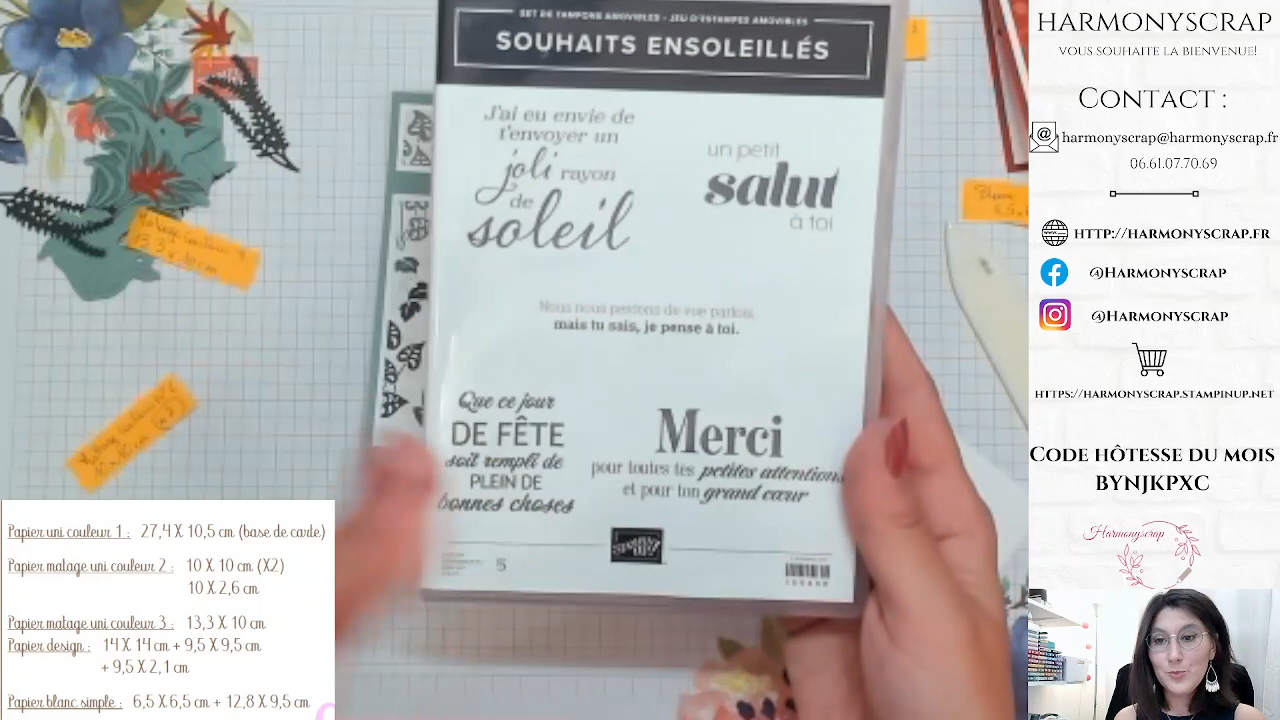 SET DE TAMPONS AMOVIBLES • JEU D'ESTAMPES AMOVIBLES
SOUHAITS ENSOLEILLÉS
J'ai eu envie de
t'envoyer un
joli rayon
de
soleil
un petit
salut
à toi
Nous nous perdons de vue parfois,
mais tu sais, je pense à toi.
Que ce jour
DE FÊTE
soit rempli de
PLEIN DE
bonnes choses
Merci
pour toutes tes petites attentions
et pour ton grand cœur
STAMPIN' UP!
5
Papier uni couleur 1 : 27,4 X 10,5 cm (base de carte)
Papier matage uni couleur 2 : 10 X 10 cm (X2)
10 X 2,6 cm
Papier matage uni couleur 3 : 13,3 X 10 cm
Papier design : 14 X 14 cm + 9,5 X 9,5 cm
+ 9,5 X 2,1 cm
Papier blanc simple : 6,5 X 6,5 cm + 12,8 X 9,5 cm
HARMONYSCRAP
VOUS SOUHAITE LA BIENVENUE!
CONTACT :
harmonyscrap@harmonyscrap.fr
06.61.07.70.69
HTTP://HARMONYSCRAP.FR
@HARMONYSCRAP
@HARMONYSCRAP
HTTPS://HARMONYSCRAP.STAMPINUP.NET
CODE HÔTESSE DU MOIS
BYNJKPXC
Harmonyscrap